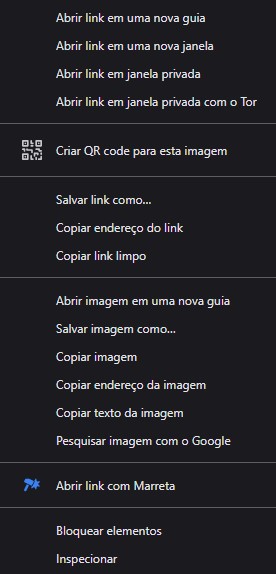 Abrir link em uma nova guia
Abrir link em uma nova janela
Abrir link em janela privada
Abrir link em janela privada com o Tor
Criar QR code para esta imagem
Salvar link como...
Copiar endereço do link
Copiar link limpo
Abrir imagem em uma nova guia
Salvar imagem como...
Copiar imagem
Copiar endereço da imagem
Copiar texto da imagem
Pesquisar imagem com o Google
Abrir link com Marreta
Bloquear elementos
Inspecionar